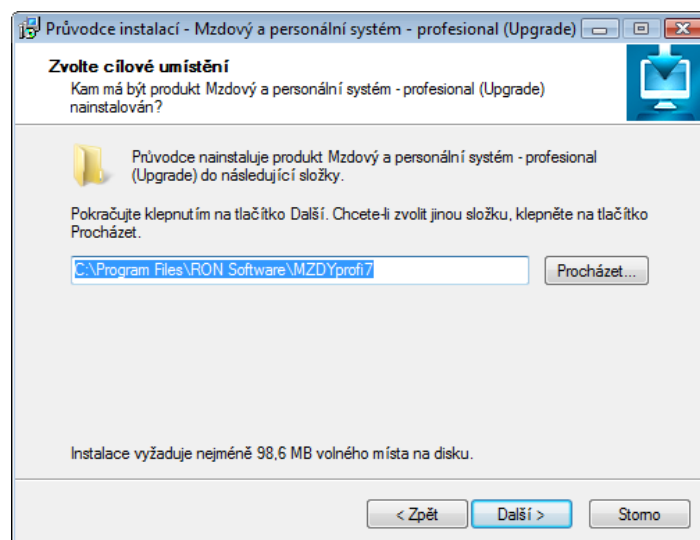 Průvodce instalací - Mzdový a personální systém - profesional (Upgrade)
Zvolte cílové umístění
Kam má být produkt Mzdový a personální systém - profesional (Upgrade)
nainstalován?
Průvodce nainstaluje produkt Mzdový a personální systém - profesional
(Upgrade) do následující složky.
Pokračujte klepnutím na tlačítko Další. Chcete-li zvolit jinou složku, klepněte na tlačítko
Procházet.
C:\Program Files\RON Software\MZDYprofi7
Procházet...
Instalace vyžaduje nejméně 98,6 MB volného místa na disku.
< Zpět
Další >
Storno